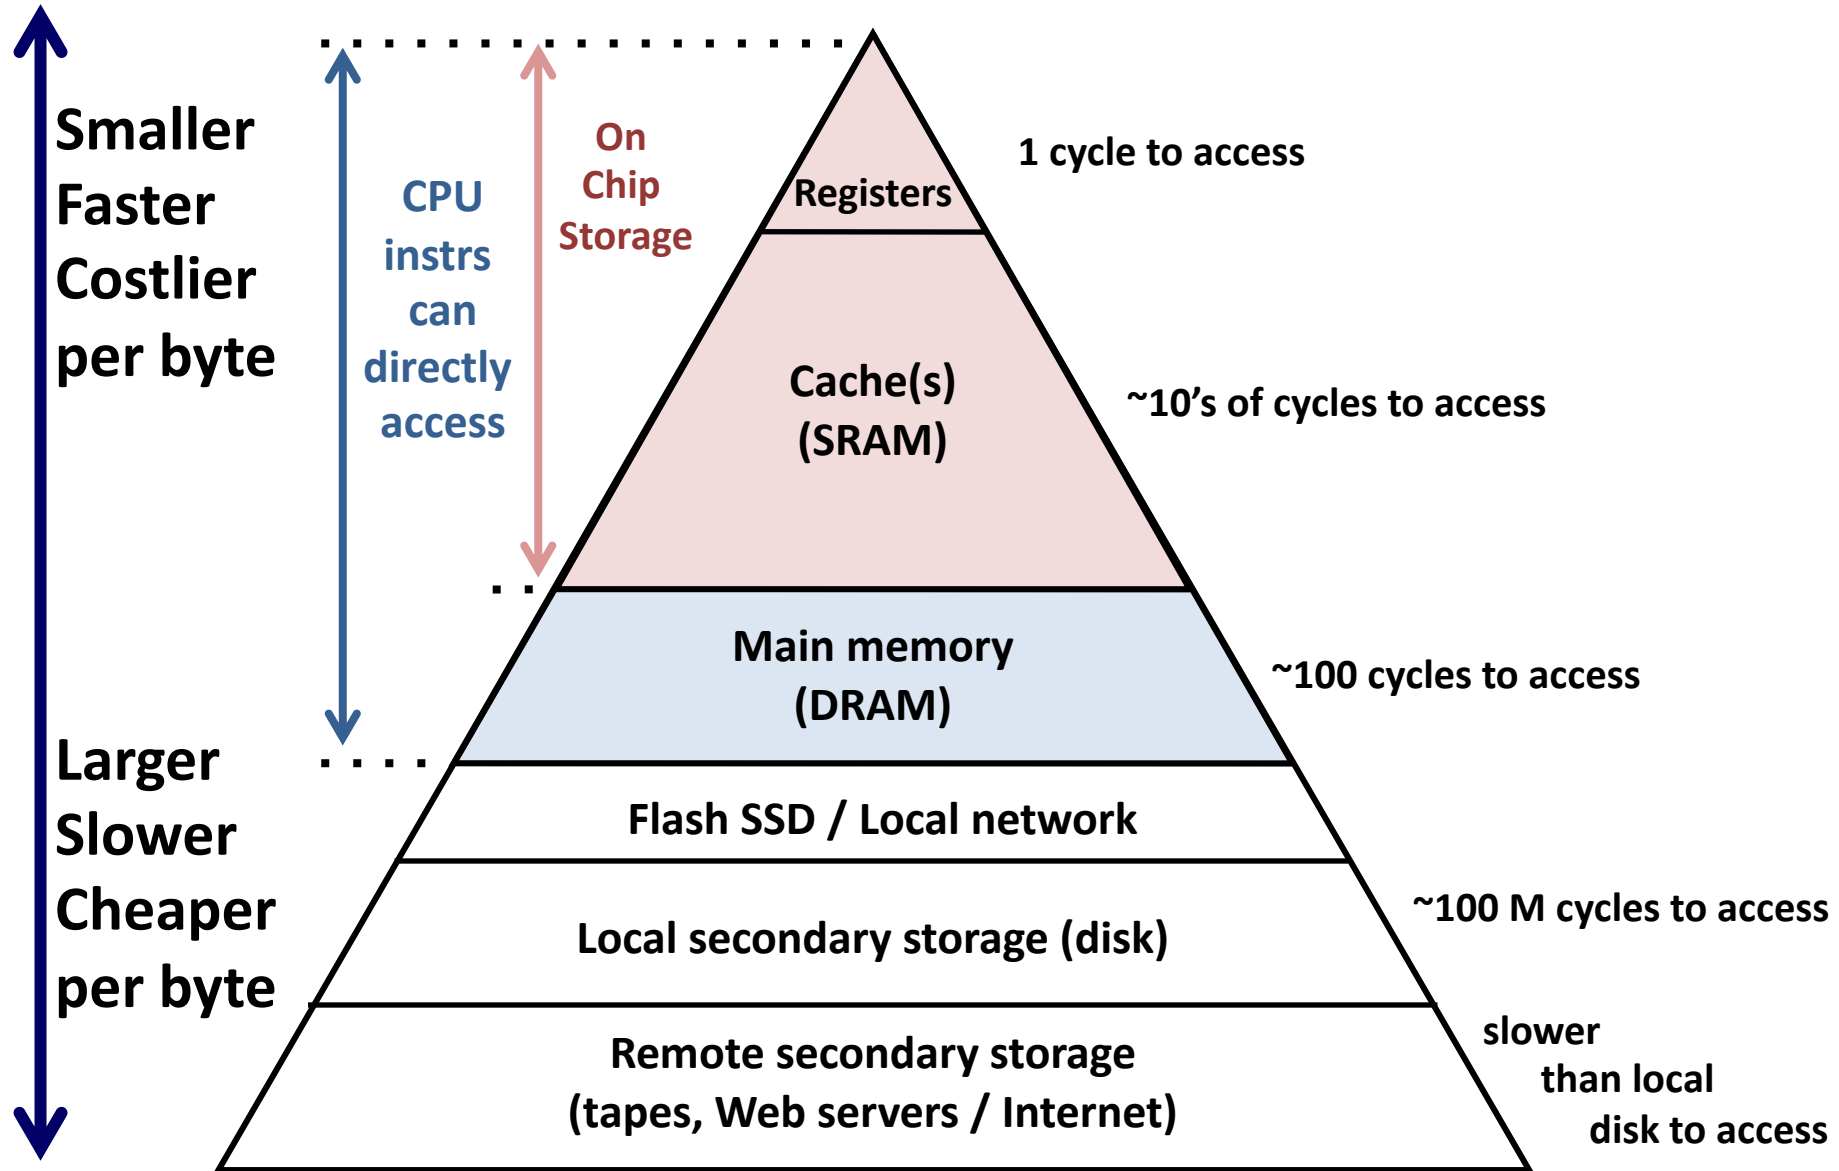 Smaller
Faster
Costlier
per byte
Larger
Slower
Cheaper
per byte
CPU
instrs
can
directly
access
On
Chip
Storage
Registers
1 cycle to access
Cache(s)
(SRAM)
~10’s of cycles to access
Main memory
(DRAM)
~100 cycles to access
Flash SSD / Local network
Local secondary storage (disk)
~100 M cycles to access
Remote secondary storage
(tapes, Web servers / Internet)
slower
than local
disk to access